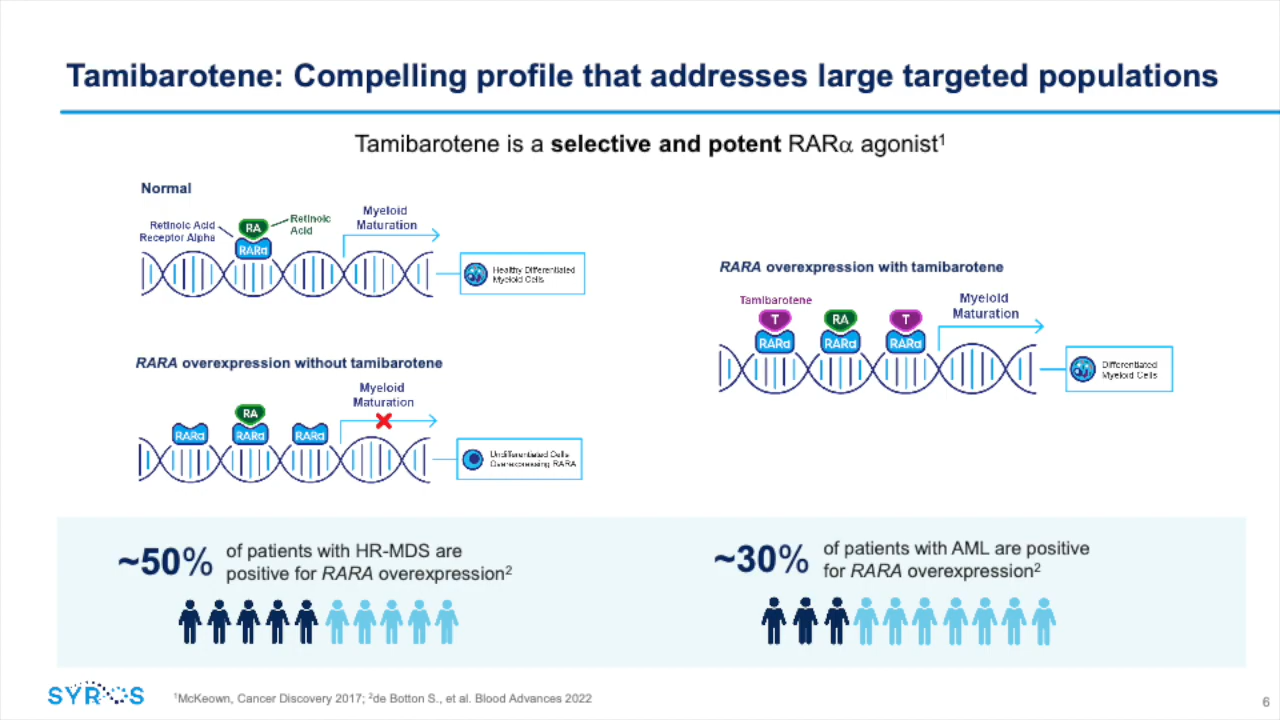 Tamibarotene: Compelling profile that addresses large targeted populations
Tamibarotene is a selective and potent RARα agonist1
Normal
Retinoic Acid
Receptor Alpha
RA
RARα
Retinoic
Acid
Myeloid
Maturation
Healthy Differentiated
Myeloid Cells
RARA overexpression without tamibarotene
Myeloid
Maturation
RA
RARα
RARα
RARα
Undifferentiated Cells
Overexpressing RARA
RARA overexpression with tamibarotene
Tamibarotene
Myeloid
Maturation
T
RA
T
RARα
RARα
RARα
Differentiated
Myeloid Cells
~50%
of patients with HR-MDS are
positive for RARA overexpression2
~30%
of patients with AML are positive
for RARA overexpression2
SYROS
1McKeown, Cancer Discovery 2017; 2de Botton S., et al. Blood Advances 2022
6